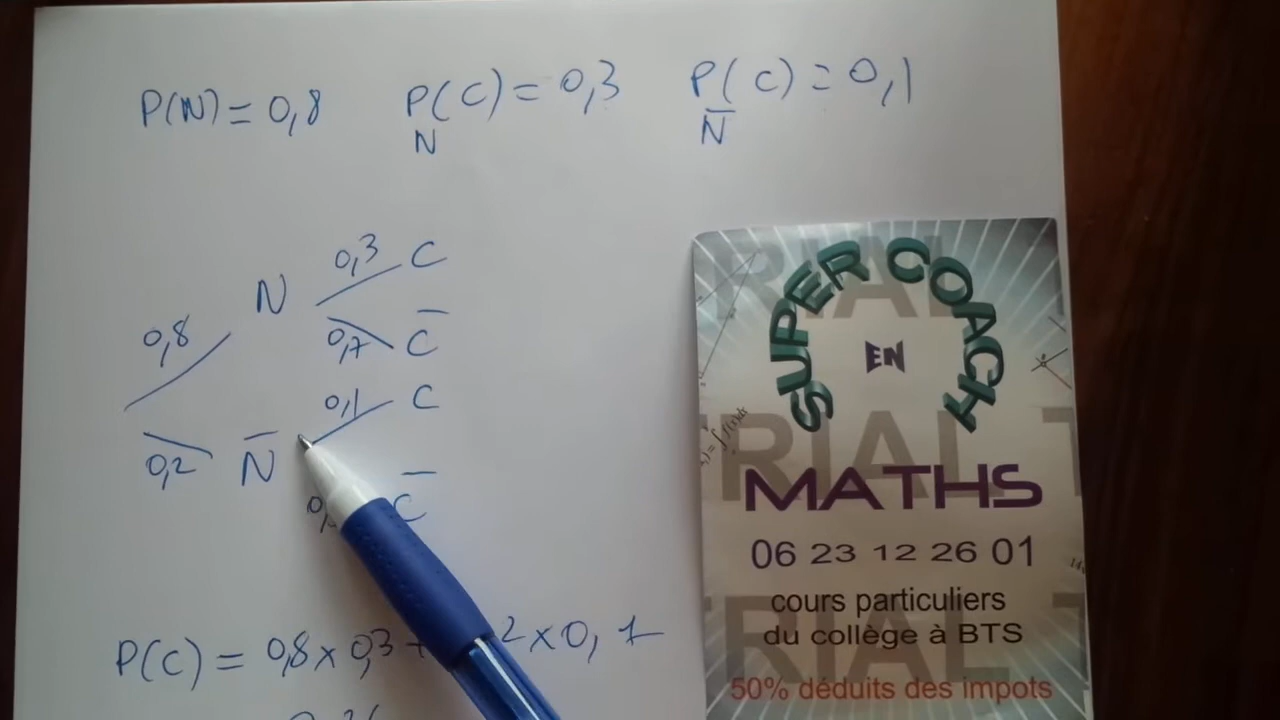 P(N) = 0,8 P_N(C) = 0,3 P_N̅(C) = 0,1
0,3 C
N
0,8
0,7 C̅
0,1 C
0,2 N̅
C̅
P(C) = 0,8 x 0,3 + 2 x 0,1
SUPER COACH
EN
MATHS
06 23 12 26 01
cours particuliers
du collège à BTS
50% déduits des impots